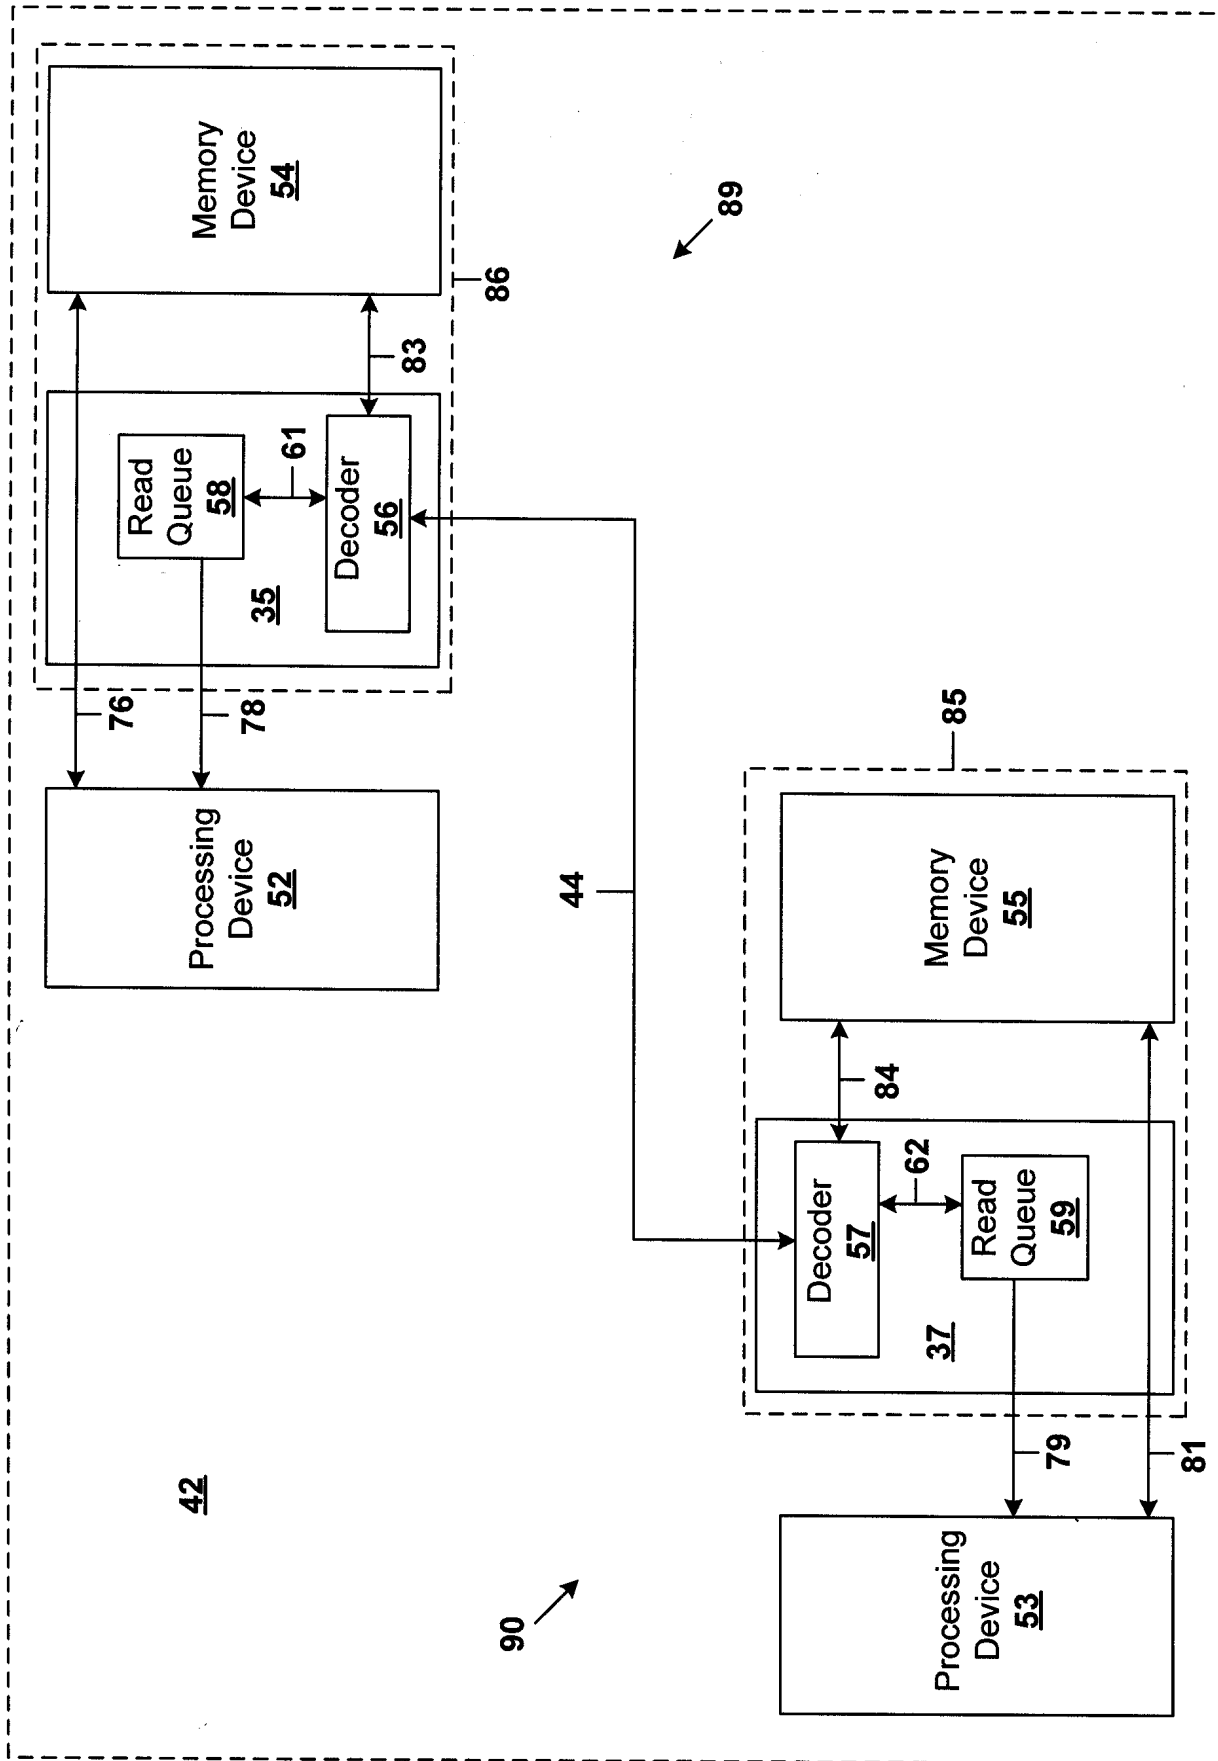 42
90
89
Processing
Device
52
76
78
Read
Queue
58
35
61
Decoder
56
83
Memory
Device
54
86
44
Processing
Device
53
79
81
Decoder
57
37
62
Read
Queue
59
84
Memory
Device
55
85